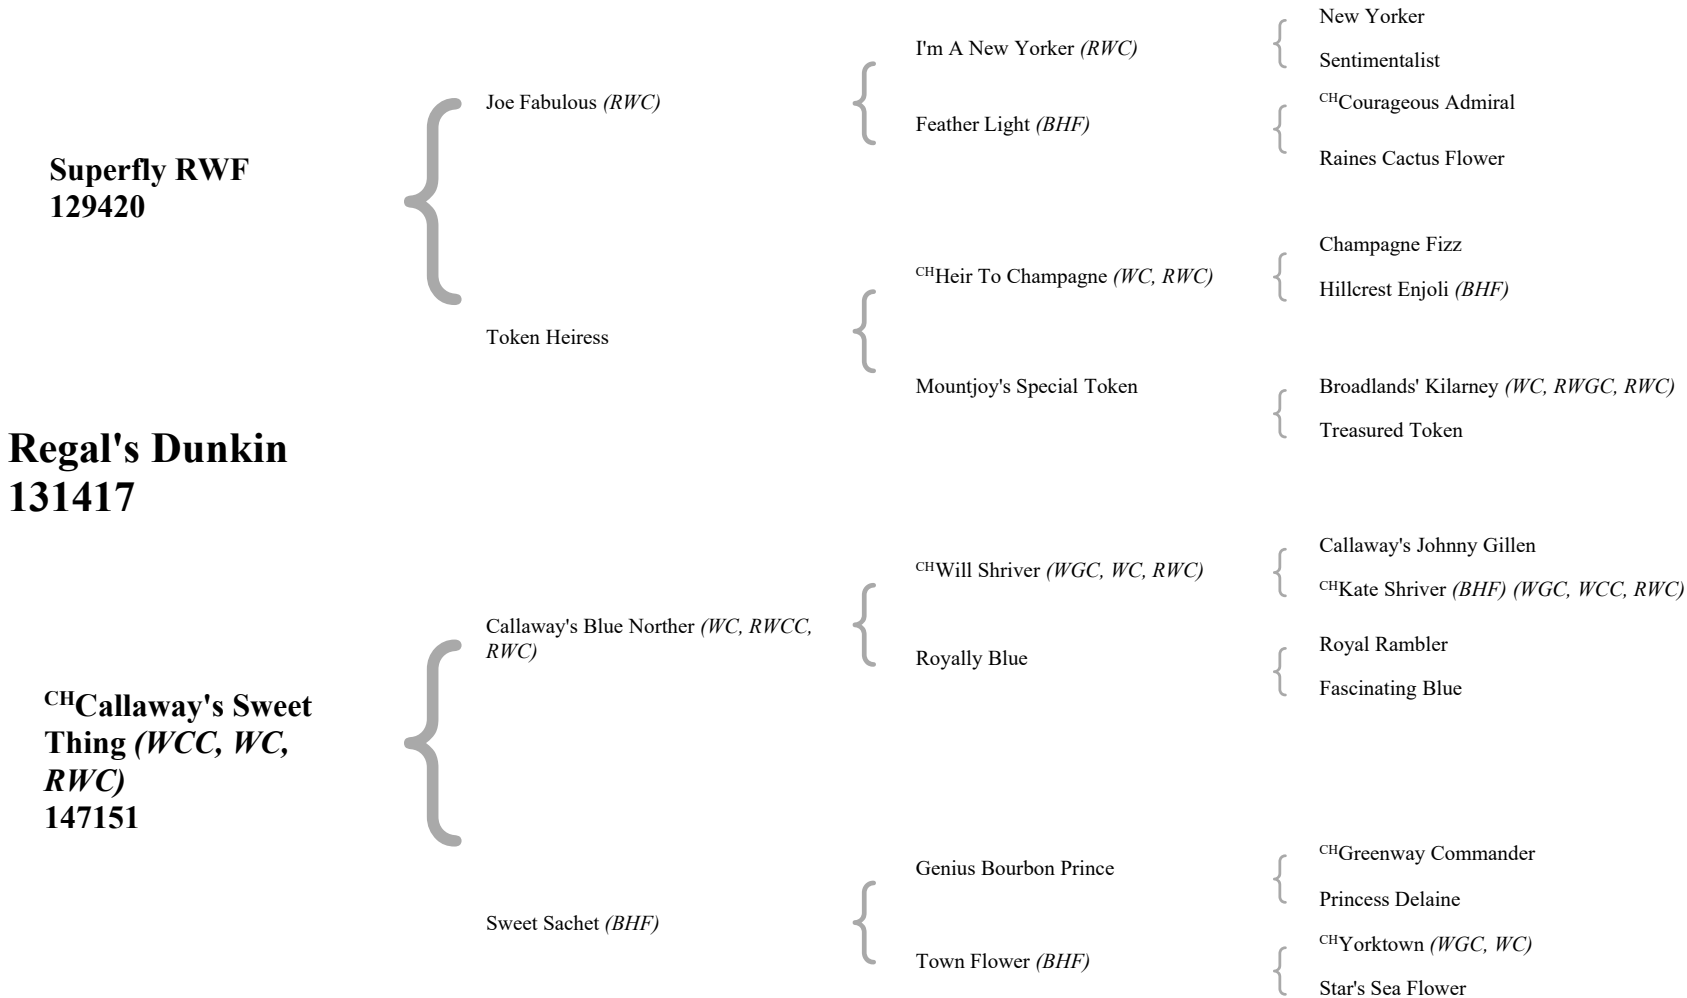 New Yorker
I'm A New Yorker (RWC)
Sentimentalist
Joe Fabulous (RWC)
CHCourageous Admiral
Feather Light (BHF)
Raines Cactus Flower
Superfly RWF
129420
Champagne Fizz
CHHeir To Champagne (WC, RWC)
Hillcrest Enjoli (BHF)
Token Heiress
Mountjoy's Special Token
Broadlands' Kilarney (WC, RWGC, RWC)
Treasured Token
Regal's Dunkin
131417
Callaway's Johnny Gillen
CHWill Shriver (WGC, WC, RWC)
CHKate Shriver (BHF) (WGC, WCC, RWC)
Callaway's Blue Norther (WC, RWCC,
RWC)
Royal Rambler
Royally Blue
Fascinating Blue
CHCallaway's Sweet
Thing (WCC, WC,
RWC)
147151
CHGreenway Commander
Genius Bourbon Prince
Princess Delaine
Sweet Sachet (BHF)
CHYorktown (WGC, WC)
Town Flower (BHF)
Star's Sea Flower